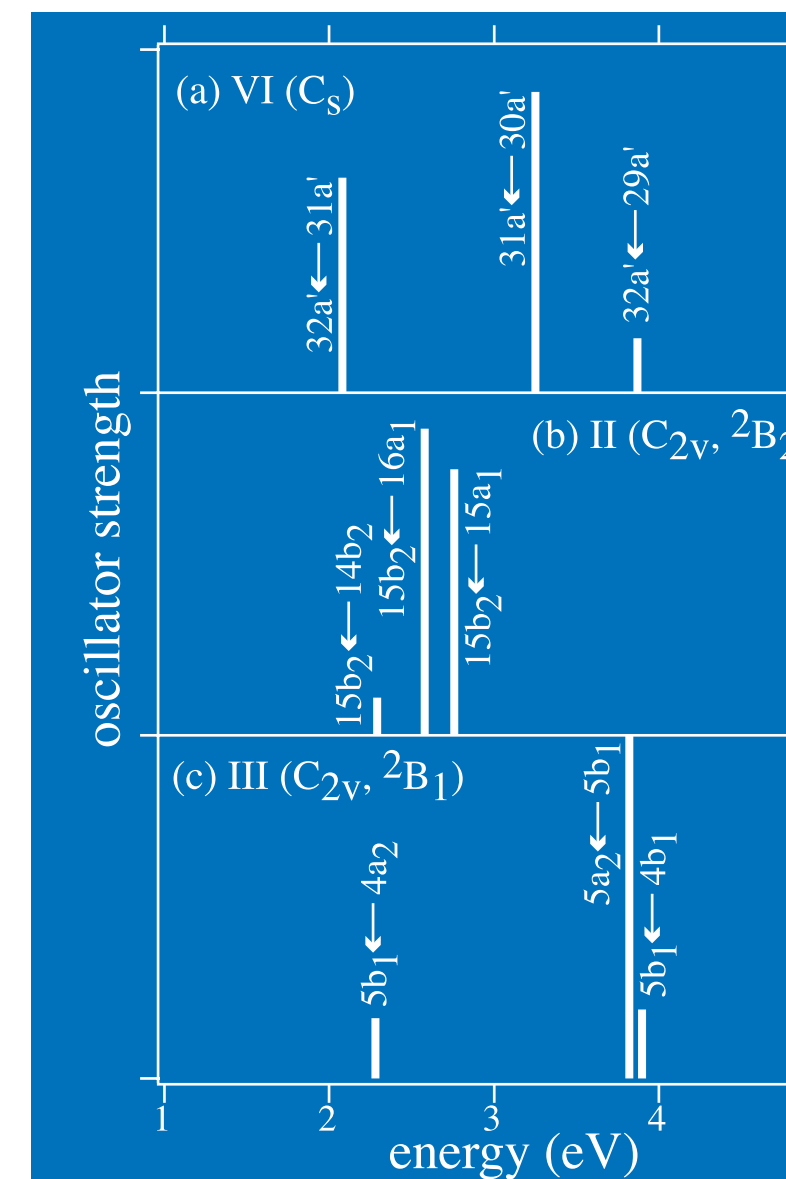 (a) VI (Cs)
32a'←31a'
31a'←30a'
32a'←29a'
(b) II (C2v, 2B2
15b2←14b2
15b2←16a1
15b2←15a1
(c) III (C2v, 2B1)
5b1←4a2
5a2←5b1
5b1←4b1
oscillator strength
1 2 3 4
energy (eV)